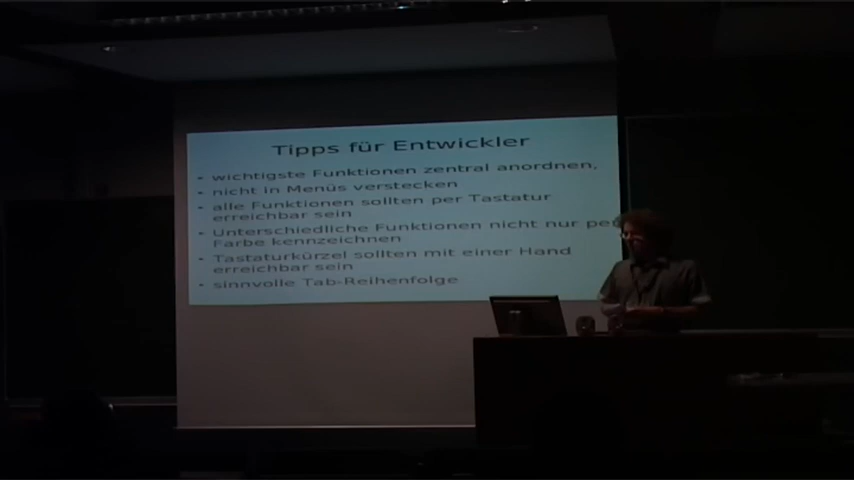 Tipps für Entwickler
• wichtigste Funktionen zentral anordnen,
• nicht in Menüs verstecken
• alle Funktionen sollten per Tastatur
erreichbar sein
• Unterschiedliche Funktionen nicht nur per
Farbe kennzeichnen
• Tastaturkürzel sollten mit einer Hand
erreichbar sein
• sinnvolle Tab-Reihenfolge